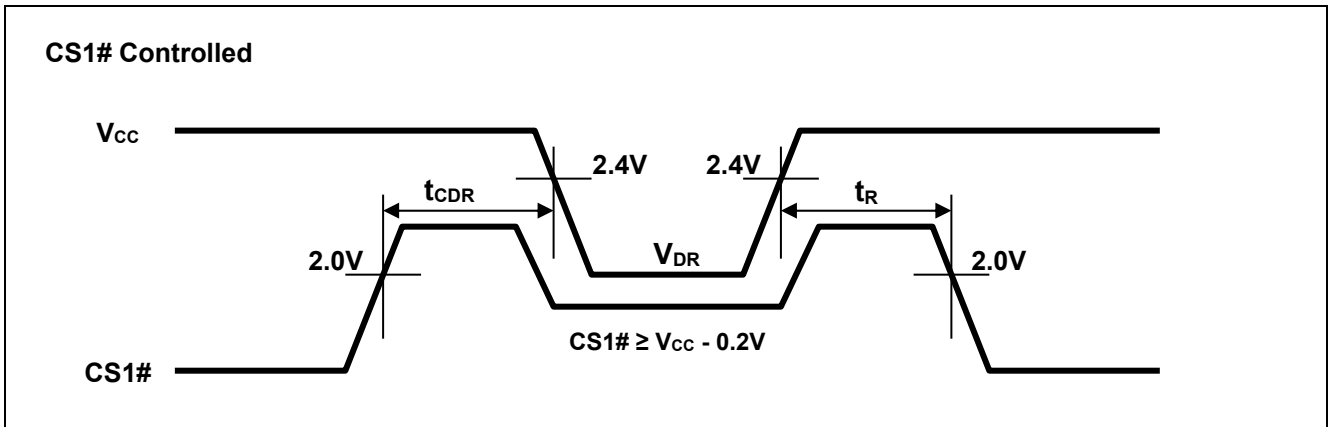 CS1# Controlled
Vcc
2.4V
2.4V
tCDR
tR
2.0V
VDR
2.0V
CS1# ≥ Vcc - 0.2V
CS1#